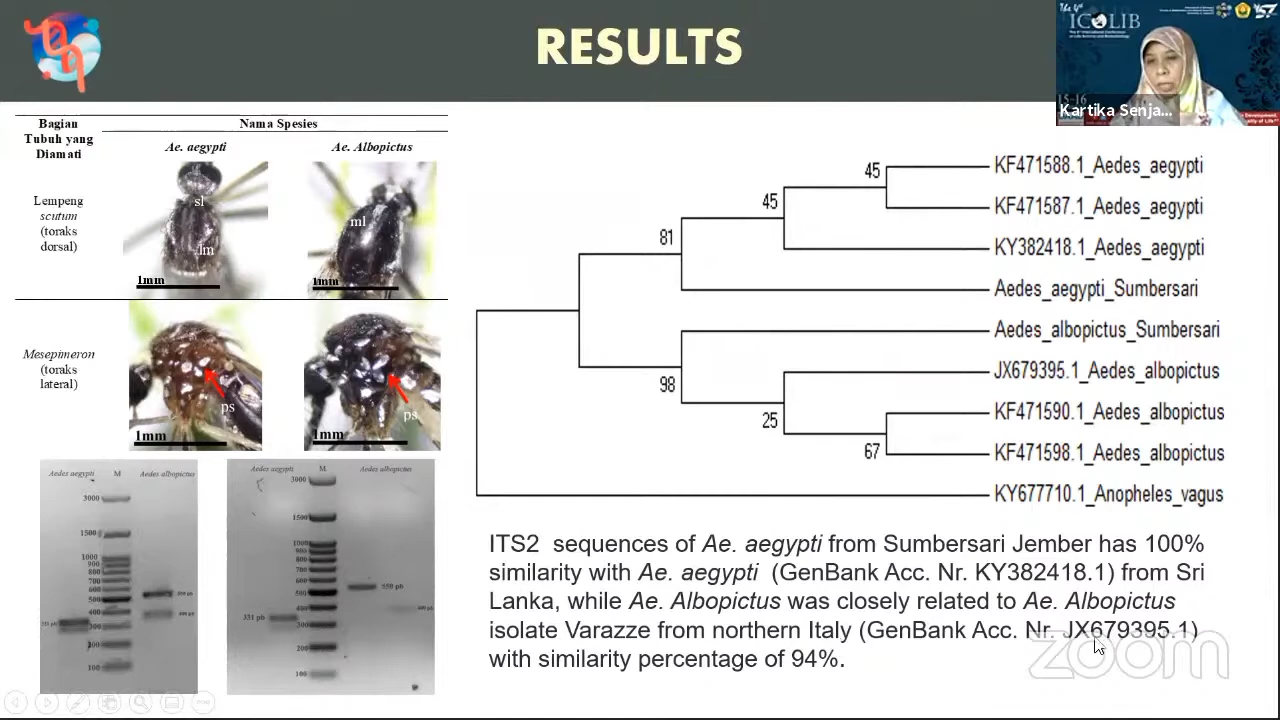 RESULTS
The 4th
ICOLIB
15-16
Kartika Senja...
Bagian
Tubuh yang
Diamati
Nama Spesies
Ae. aegypti
Ae. Albopictus
Lempeng
scutum
(toraks
dorsal)
sl
lm
1mm
ml
1mm
Mesepimeron
(toraks
lateral)
ps
1mm
ps
1mm
Aedes aegypti M Aedes albopictus
3000
1500
1000
900
800
700
600
500
400
300
200
100
Aedes aegypti M Aedes albopictus
3000
1500
1000
900
800
700
600
500
400
300
200
100
331 pb
550 pb
400 pb
45
45
81
98
25
67
KF471588.1_Aedes_aegypti
KF471587.1_Aedes_aegypti
KY382418.1_Aedes_aegypti
Aedes_aegypti_Sumbersari
Aedes_albopictus_Sumbersari
JX679395.1_Aedes_albopictus
KF471590.1_Aedes_albopictus
KF471598.1_Aedes_albopictus
KY677710.1_Anopheles_vagus
ITS2 sequences of Ae. aegypti from Sumbersari Jember has 100%
similarity with Ae. aegypti (GenBank Acc. Nr. KY382418.1) from Sri
Lanka, while Ae. Albopictus was closely related to Ae. Albopictus
isolate Varazze from northern Italy (GenBank Acc. Nr. JX679395.1)
with similarity percentage of 94%.
zoom